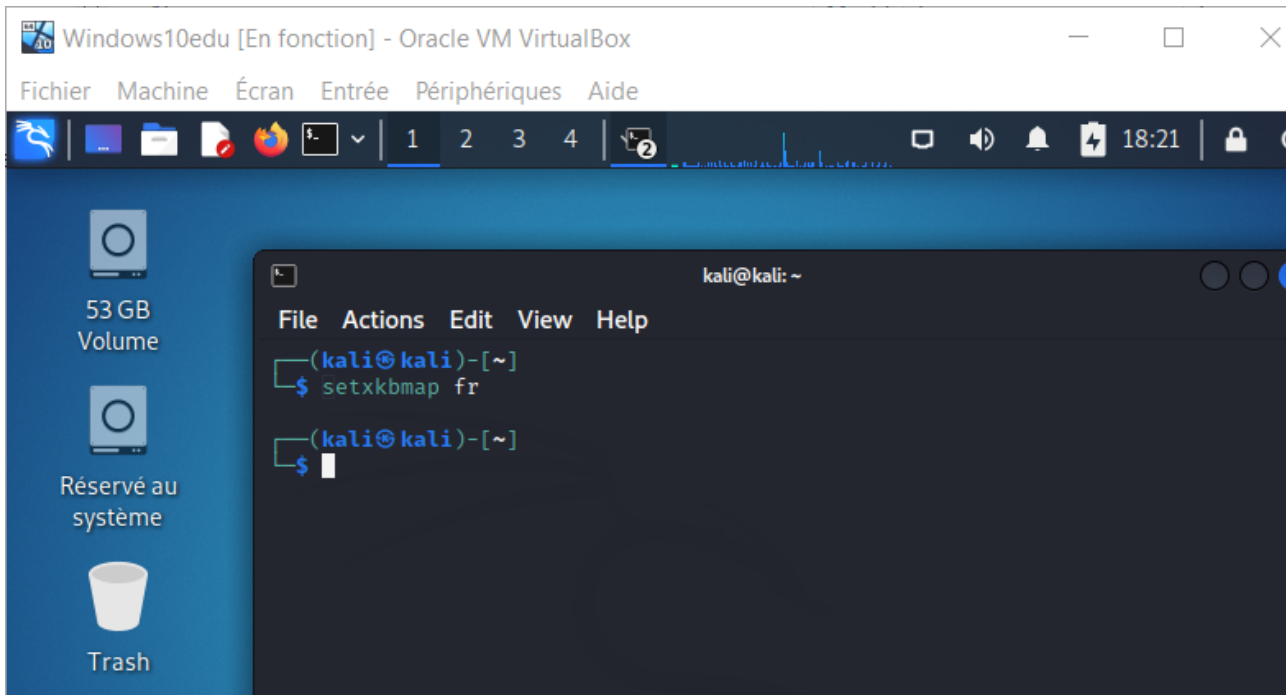 Windows10edu [En fonction] - Oracle VM VirtualBox
Fichier Machine Écran Entrée Périphériques Aide
1 2 3 4 2 18:21
kali@kali: ~
53 GB
Volume
File Actions Edit View Help
(kali㉿kali)-[~]
$ setxkbmap fr
(kali㉿kali)-[~]
$
Réservé au
système
Trash